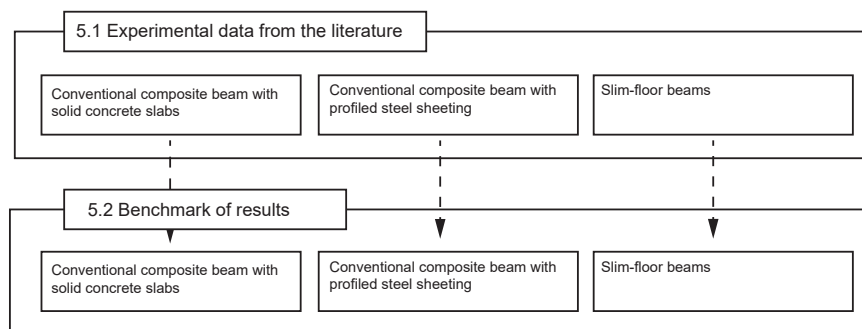 5.1 Experimental data from the literature
Conventional composite beam with
solid concrete slabs
Conventional composite beam with
profiled steel sheeting
Slim-floor beams
5.2 Benchmark of results
Conventional composite beam with
solid concrete slabs
Conventional composite beam with
profiled steel sheeting
Slim-floor beams